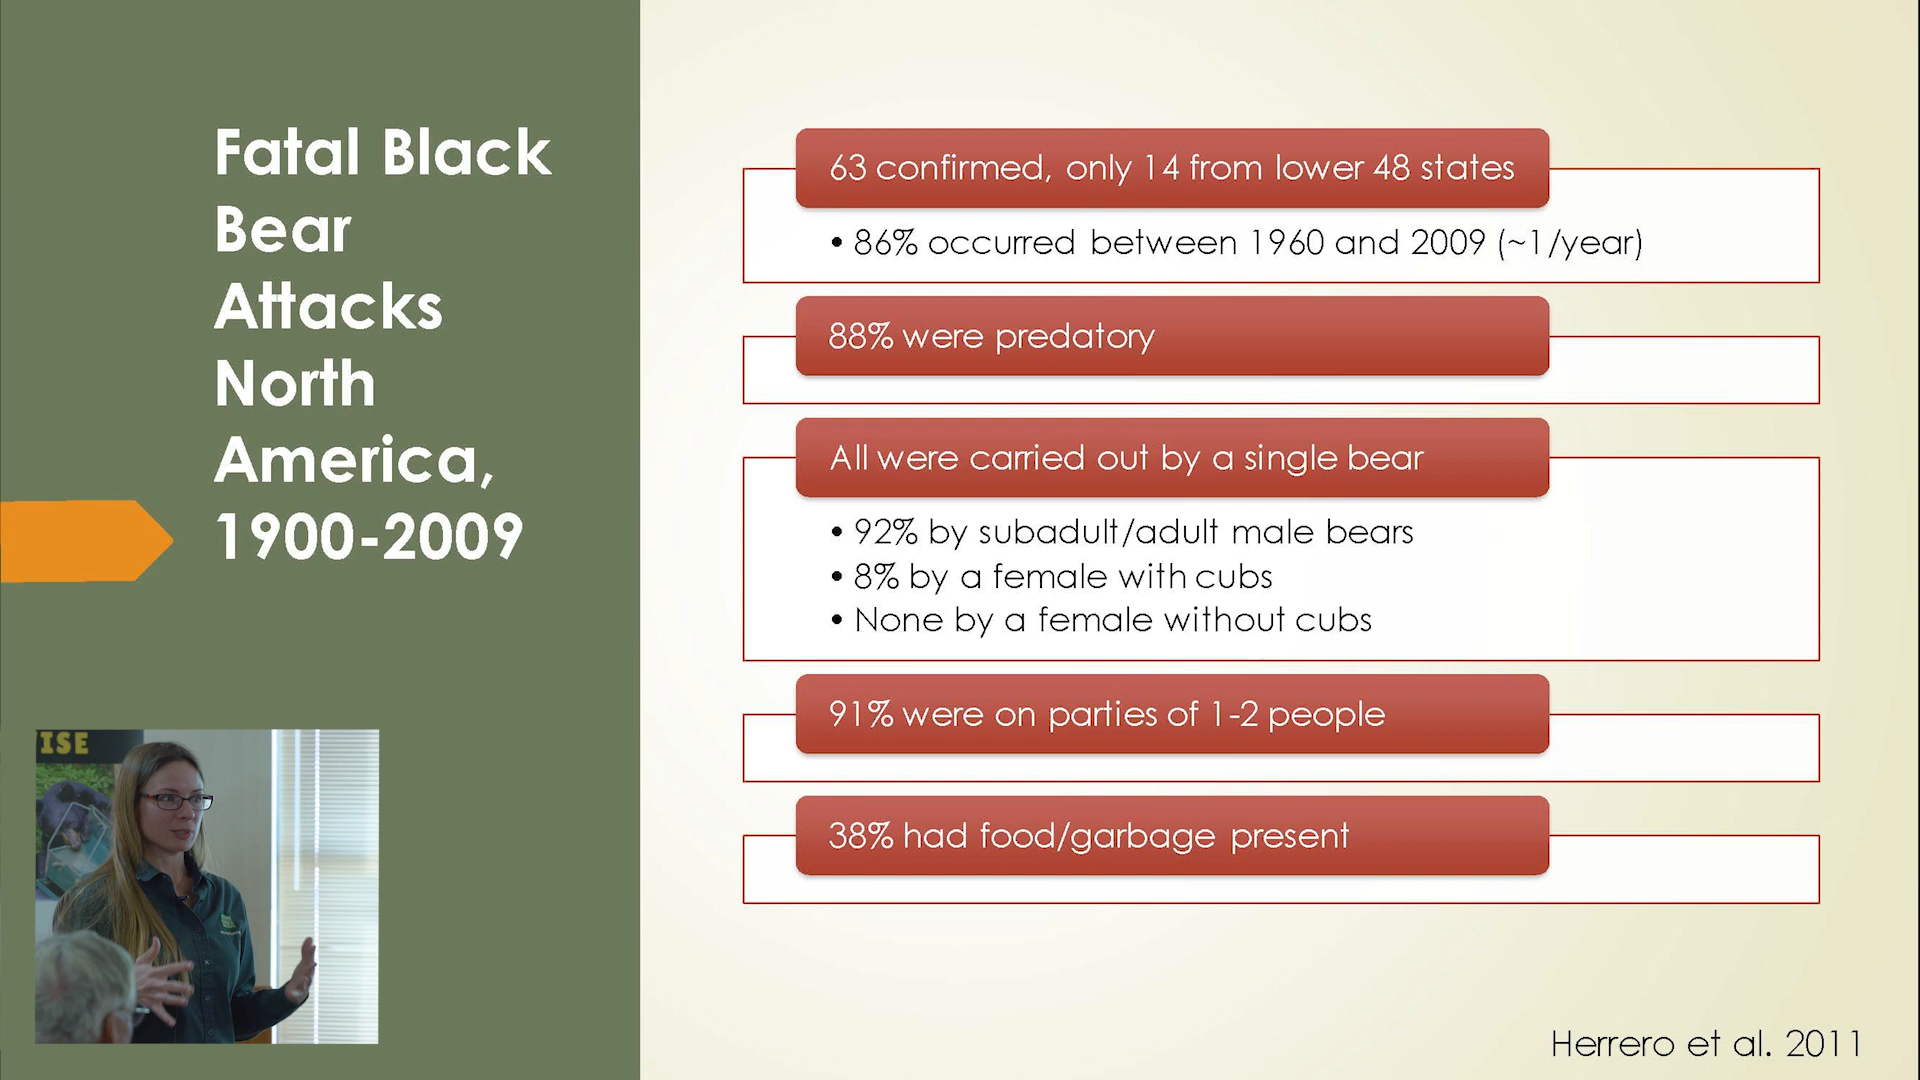 Fatal Black
Bear
Attacks
North
America,
1900-2009
63 confirmed, only 14 from lower 48 states
• 86% occurred between 1960 and 2009 (~1/year)
88% were predatory
All were carried out by a single bear
• 92% by subadult/adult male bears
• 8% by a female with cubs
• None by a female without cubs
91% were on parties of 1-2 people
38% had food/garbage present
ISE
Herrero et al. 2011